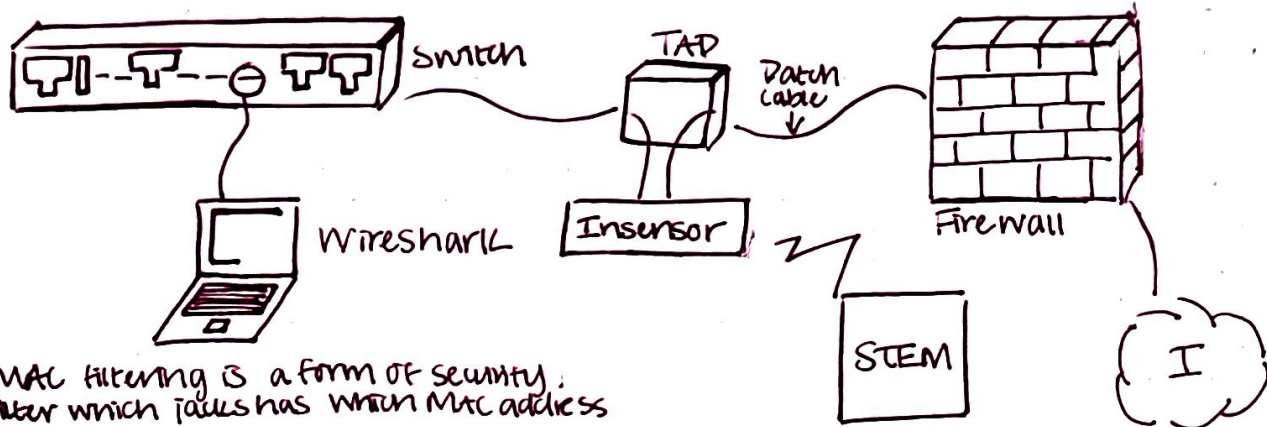 Switch
TAP
Patch
cable
Wireshark
Insensor
Firewall
STEM
I
MAC filtering is a form of security.
filter which jacks has which MAC address